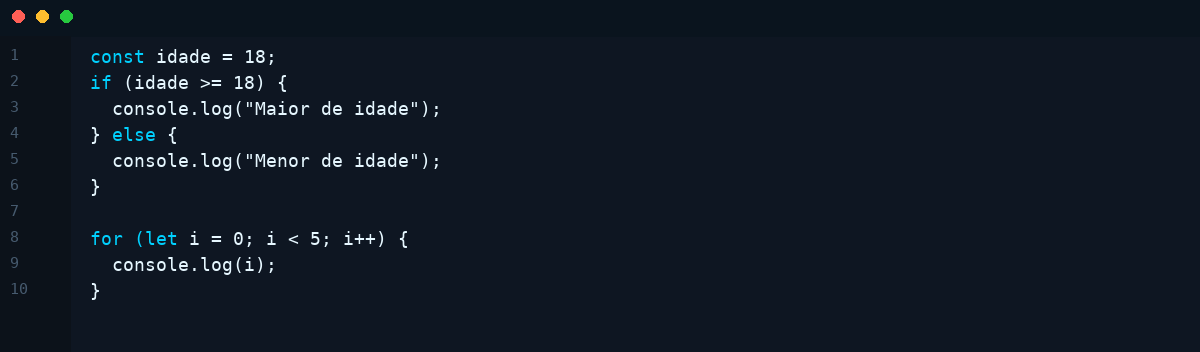 1 const idade = 18;
2 if (idade >= 18) {
3   console.log("Maior de idade");
4 } else {
5   console.log("Menor de idade");
6 }
7
8 for (let i = 0; i < 5; i++) {
9   console.log(i);
10 }